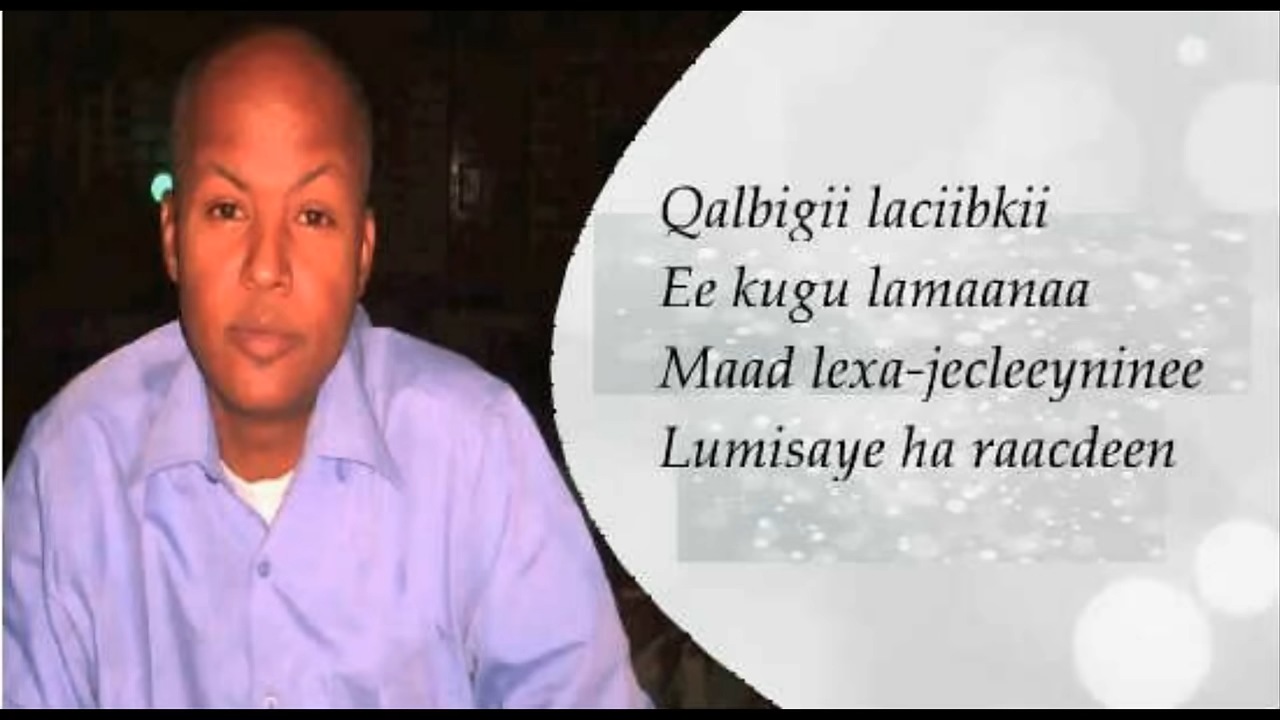 Qalbigii laciibkii
Ee kugu lamaanaa
Maad lexa-jecleeyninee
Lumisaye ha raacdeen